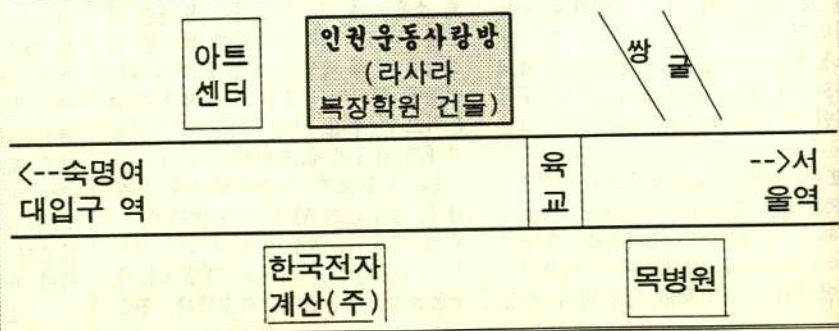 아트
센터
인권운동사랑방
(라사라
복장학원 건물)
쌍 굴
<--숙명여
대입구 역
육
교
-->서
울역
한국전자
계산(주)
목병원